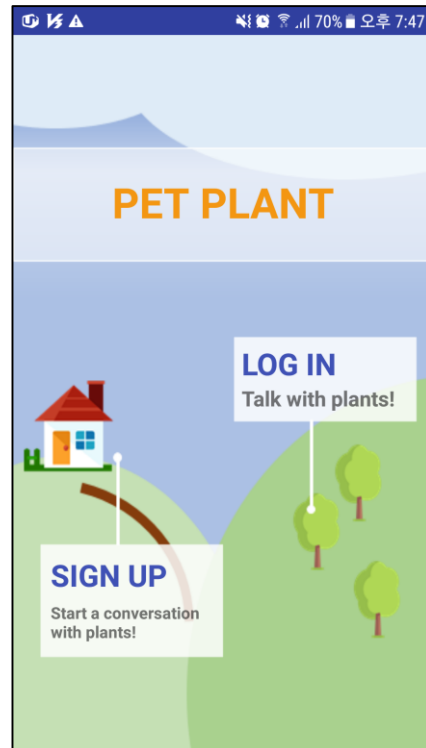 70% 오후 7:47
PET PLANT
LOG IN
Talk with plants!
SIGN UP
Start a conversation
with plants!